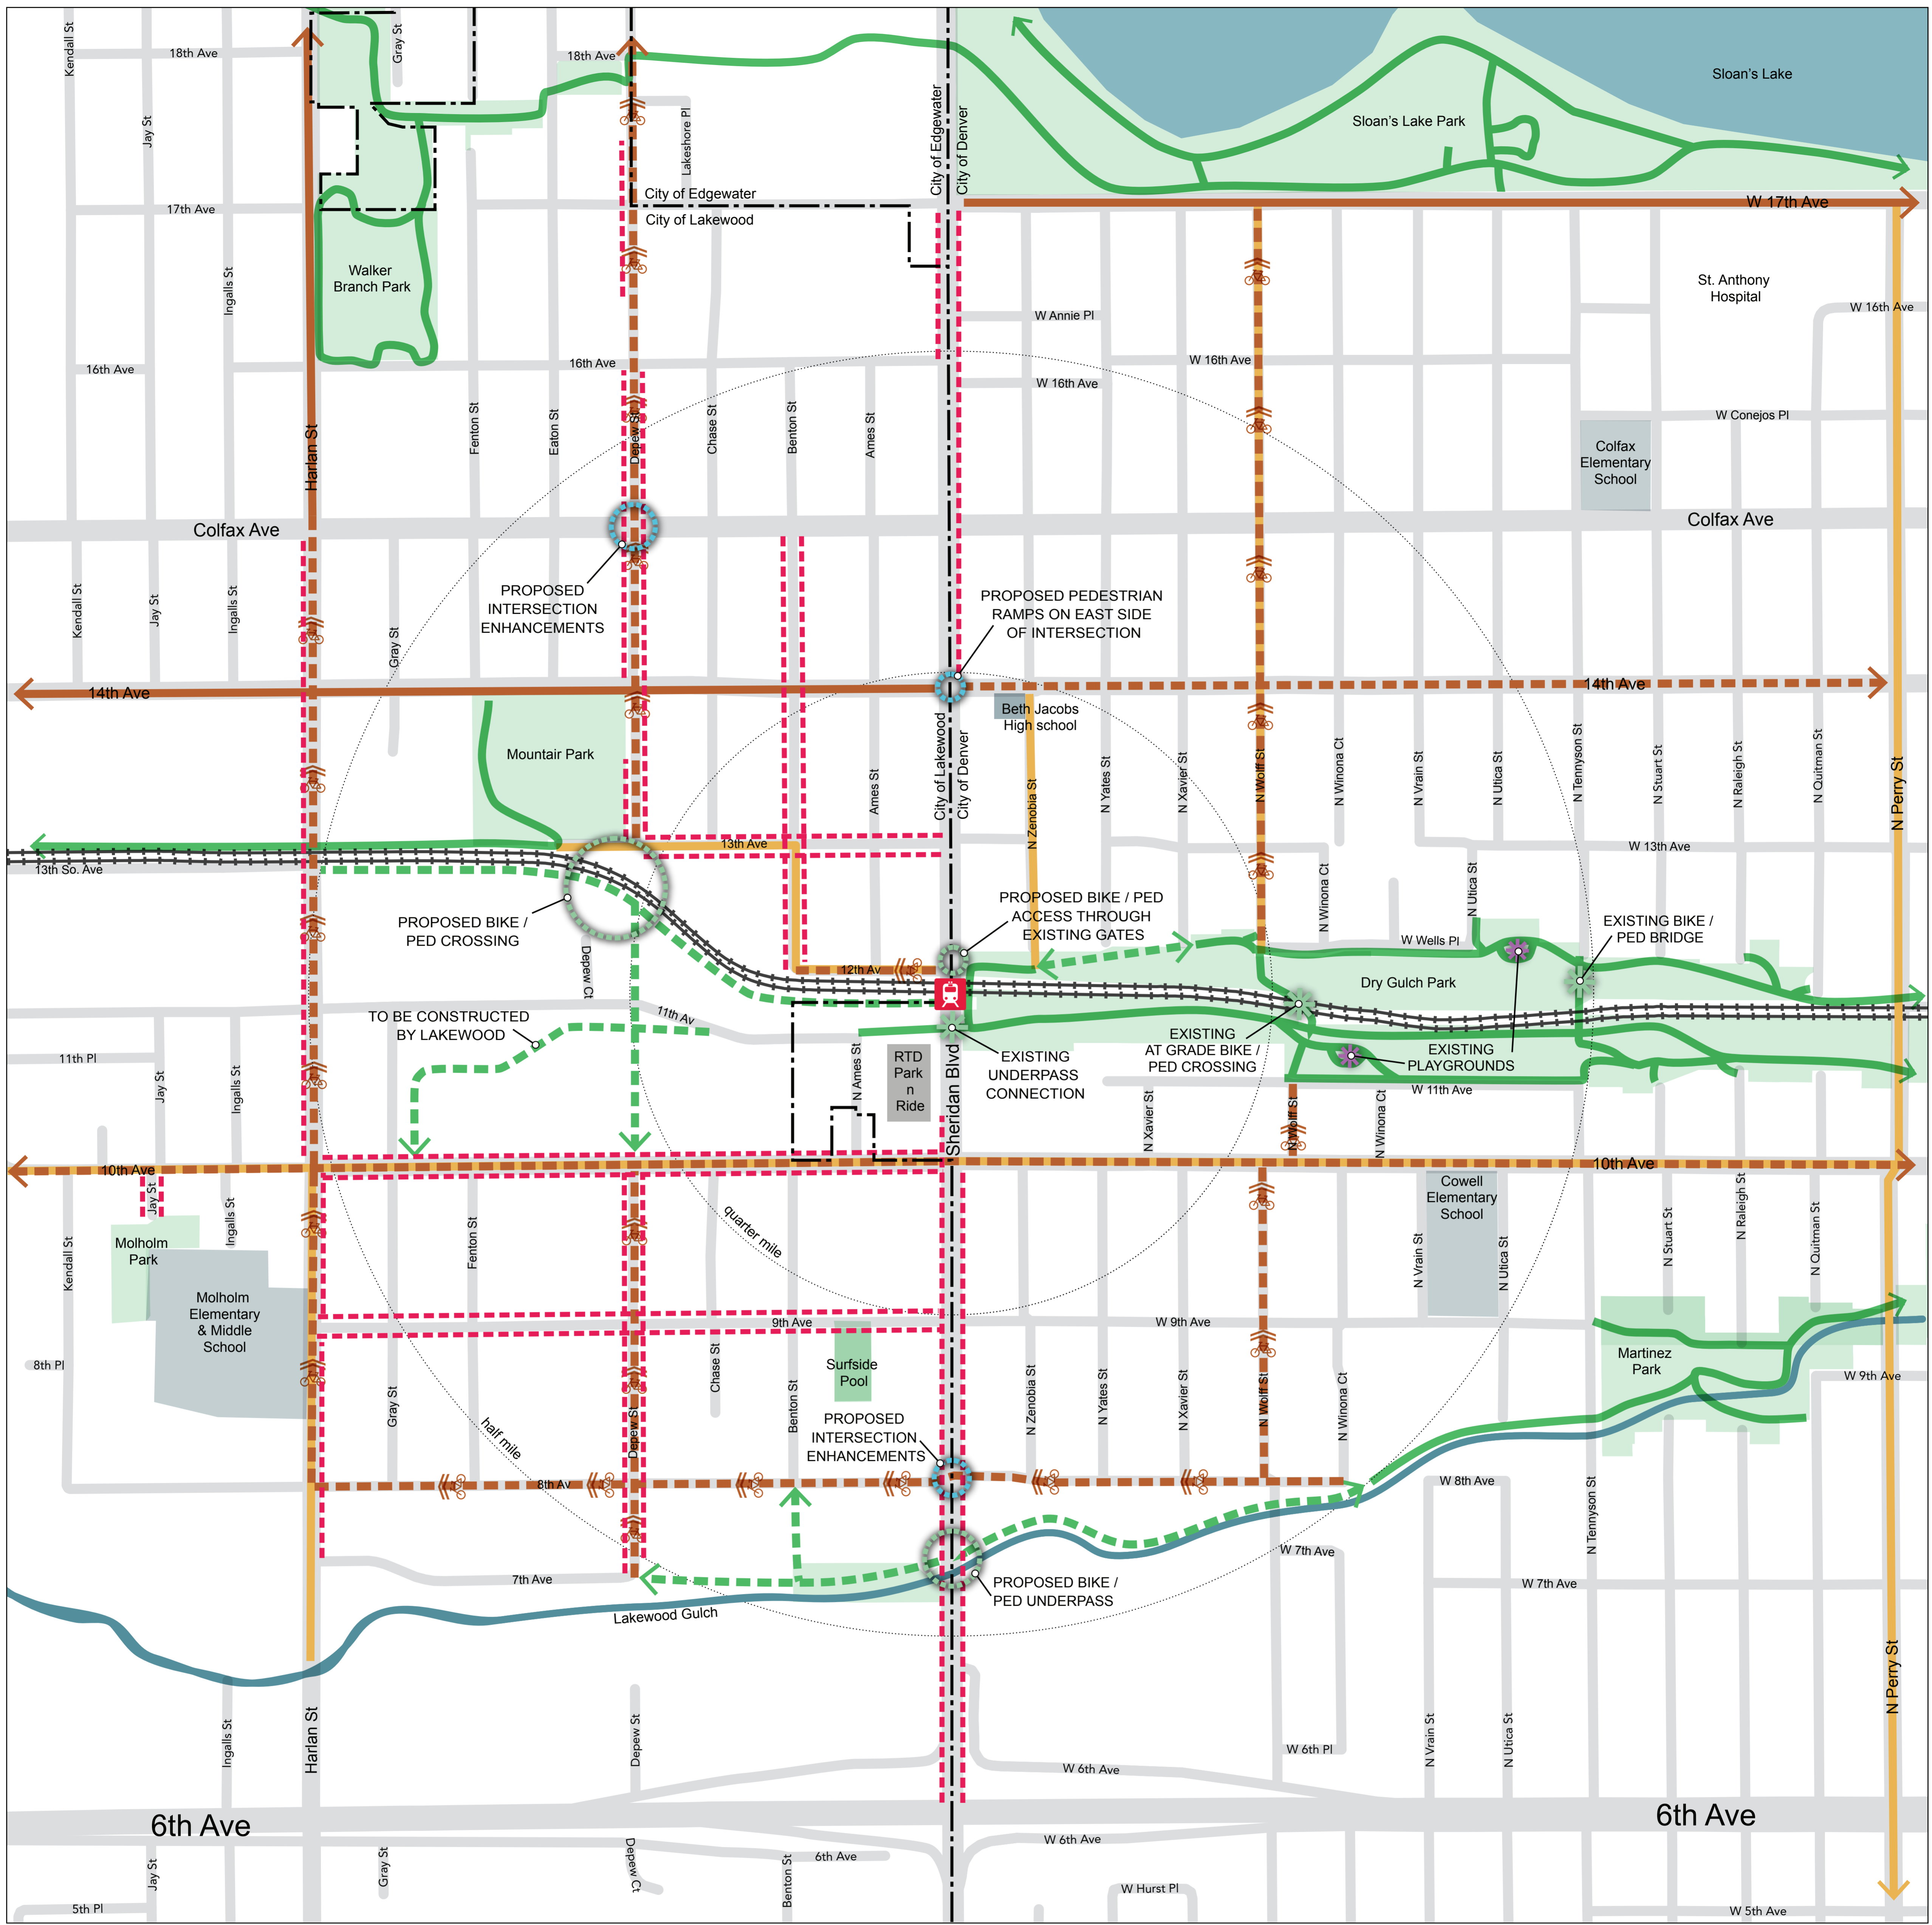 Kendall St
18th Ave
Gray St
18th Ave
Jay St
Lakeshore Pl
City of Edgewater
City of Denver
Sloan's Lake
Sloan's Lake Park
17th Ave
City of Edgewater
City of Lakewood
W 17th Ave
Walker
Branch Park
Ingalls St
St. Anthony
Hospital
W Annie Pl
W 16th Ave
16th Ave
16th Ave
W 16th Ave
W 16th Ave
Harlan St
Fenton St
Eaton St
Depew St
Chase St
Benton St
Ames St
W Conejos Pl
Colfax
Elementary
School
Colfax Ave
Colfax Ave
Kendall St
Jay St
Ingalls St
Gray St
PROPOSED
INTERSECTION
ENHANCEMENTS
PROPOSED PEDESTRIAN
RAMPS ON EAST SIDE
OF INTERSECTION
14th Ave
14th Ave
Beth Jacobs
High school
Mountair Park
Ames St
City of Lakewood
City of Denver
N Zenobia St
N Yates St
N Xavier St
N Wolff St
N Winona Ct
N Vrain St
N Utica St
N Tennyson St
N Stuart St
N Raleigh St
N Quitman St
N Perry St
13th Ave
W 13th Ave
13th So. Ave
PROPOSED BIKE /
PED CROSSING
Depew Ct
PROPOSED BIKE / PED
ACCESS THROUGH
EXISTING GATES
N Winona Ct
N Utica St
W Wells Pl
EXISTING BIKE /
PED BRIDGE
12th Av
Dry Gulch Park
TO BE CONSTRUCTED
BY LAKEWOOD
11th Av
11th Pl
Jay St
Ingalls St
N Ames St
RTD
Park
n
Ride
Sheridan Blvd
EXISTING
UNDERPASS
CONNECTION
EXISTING
AT GRADE BIKE /
PED CROSSING
EXISTING
PLAYGROUNDS
W 11th Ave
N Xavier St
N Wolff St
N Winona Ct
10th Ave
10th Ave
Jay St
Ingalls St
Molholm
Park
Kendall St
Fenton St
quarter mile
Cowell
Elementary
School
N Vrain St
N Utica St
N Stuart St
N Raleigh St
N Quitman St
Molholm
Elementary
& Middle
School
9th Ave
W 9th Ave
8th Pl
Gray St
Chase St
Benton St
Surfside
Pool
Martinez
Park
W 9th Ave
half mile
Depew St
PROPOSED
INTERSECTION
ENHANCEMENTS
N Zenobia St
N Yates St
N Xavier St
N Wolff St
N Winona Ct
8th Av
W 8th Ave
N Tennyson St
7th Ave
W 7th Ave
W 7th Ave
PROPOSED BIKE /
PED UNDERPASS
Lakewood Gulch
Ingalls St
Harlan St
Depew St
W 6th Pl
W 6th Ave
N Vrain St
N Utica St
N Perry St
6th Ave
6th Ave
W 6th Ave
6th Ave
Jay St
Gray St
Depew Ct
Benton St
W Hurst Pl
5th Pl
W 5th Ave